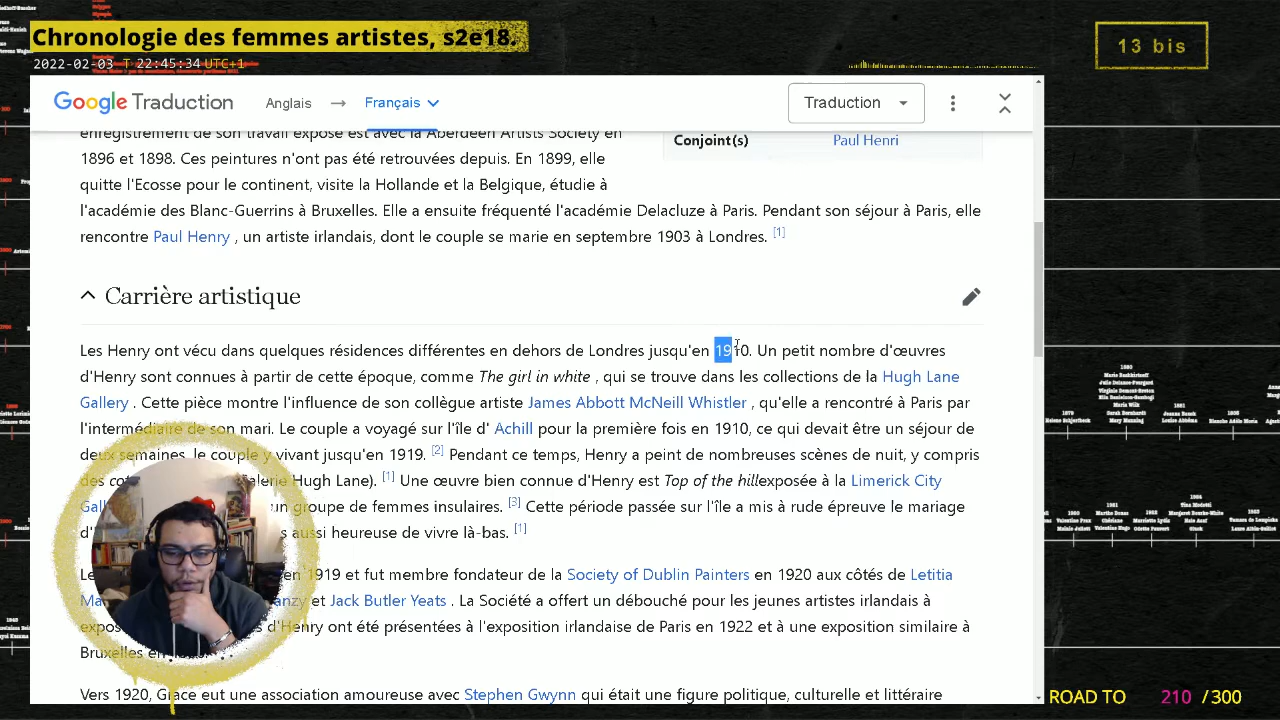 Chronologie des femmes artistes, s2e18.
2022-02-03 T 22:45:34 UTC+1
13 bis
Google Traduction Anglais → Français Traduction
enregistrement de son travail exposé est avec la Aberdeen Artists Society en
1896 et 1898. Ces peintures n'ont pas été retrouvées depuis. En 1899, elle
quitte l'Ecosse pour le continent, visite la Hollande et la Belgique, étudie à
l'académie des Blanc-Guerrins à Bruxelles. Elle a ensuite fréquenté l'académie Delacluze à Paris. Pendant son séjour à Paris, elle
rencontre Paul Henry , un artiste irlandais, dont le couple se marie en septembre 1903 à Londres. [1]
Conjoint(s) Paul Henri
Carrière artistique
Les Henry ont vécu dans quelques résidences différentes en dehors de Londres jusqu'en 1910. Un petit nombre d'œuvres
d'Henry sont connues à partir de cette époque, comme The girl in white , qui se trouve dans les collections de la Hugh Lane
Gallery . Cette pièce montre l'influence de son collègue artiste James Abbott McNeill Whistler , qu'elle a rencontré à Paris par
l'intermédiaire de son mari. Le couple a voyagé sur l'îl d' Achill pour la première fois en 1910, ce qui devait être un séjour de
deux semaines, le couple y vivant jusqu'en 1919. [2] Pendant ce temps, Henry a peint de nombreuses scènes de nuit, y compris
des Hugh Lane). [1] Une œuvre bien connue d'Henry est Top of the hillexposée à la Limerick City
un groupe de femmes insulaires. [3] Cette période passée sur l'île a mis à rude épreuve le mariage
aussi heureuse de vivre là-bas. [1]
en 1919 et fut membre fondateur de la Society of Dublin Painters en 1920 aux côtés de Letitia
et Jack Butler Yeats . La Société a offert un débouché pour les jeunes artistes irlandais à
d'Henry ont été présentées à l'exposition irlandaise de Paris en 1922 et à une exposition similaire à
Vers 1920, Grace eut une association amoureuse avec Stephen Gwynn qui était une figure politique, culturelle et littéraire
ROAD TO 210 / 300